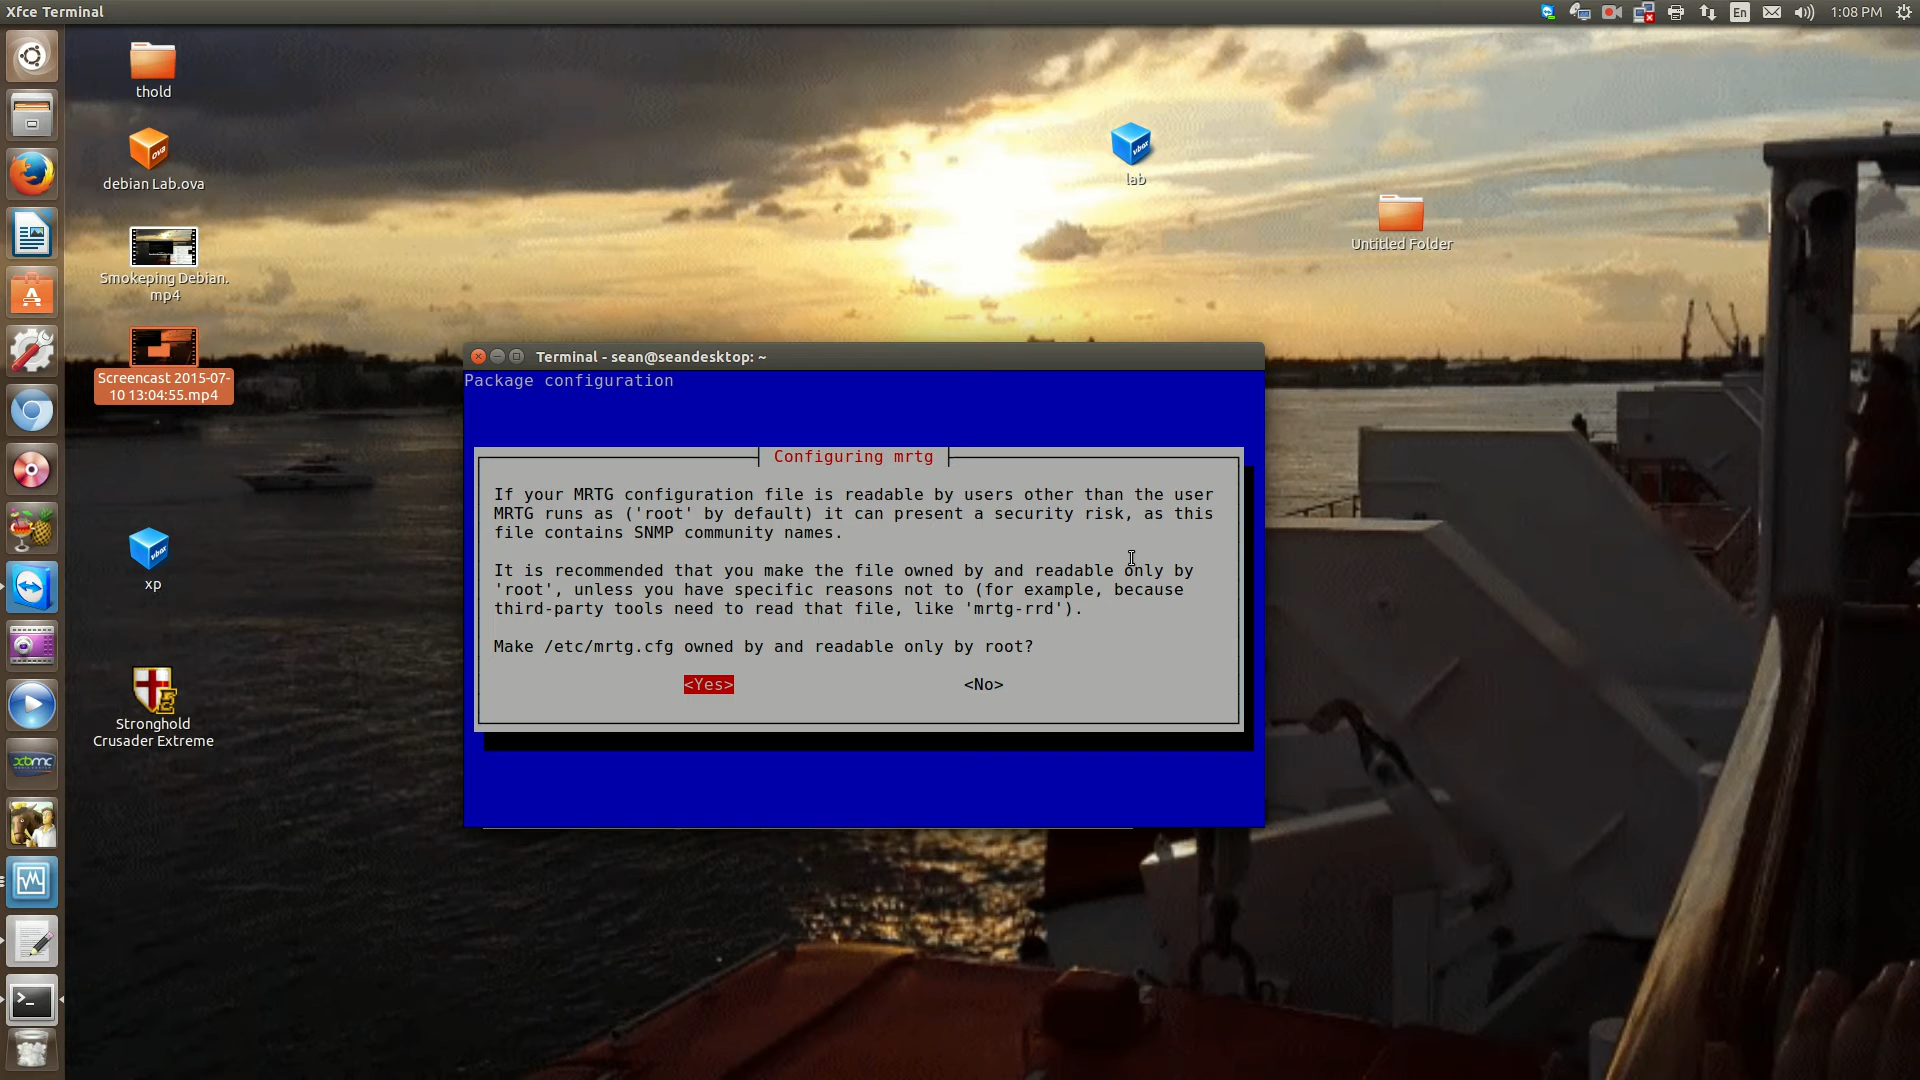 Xfce Terminal
En
1:08 PM
thold
ova
debian Lab.ova
Smokeping Debian.
mp4
Screencast 2015-07-
10 13:04:55.mp4
vbox
xp
Stronghold
Crusader Extreme
vbox
lab
Untitled Folder
xbmc
Terminal - sean@seandesktop: ~
Package configuration
Configuring mrtg
If your MRTG configuration file is readable by users other than the user
MRTG runs as ('root' by default) it can present a security risk, as this
file contains SNMP community names.
It is recommended that you make the file owned by and readable only by
'root', unless you have specific reasons not to (for example, because
third-party tools need to read that file, like 'mrtg-rrd').
Make /etc/mrtg.cfg owned by and readable only by root?
<Yes> <No>